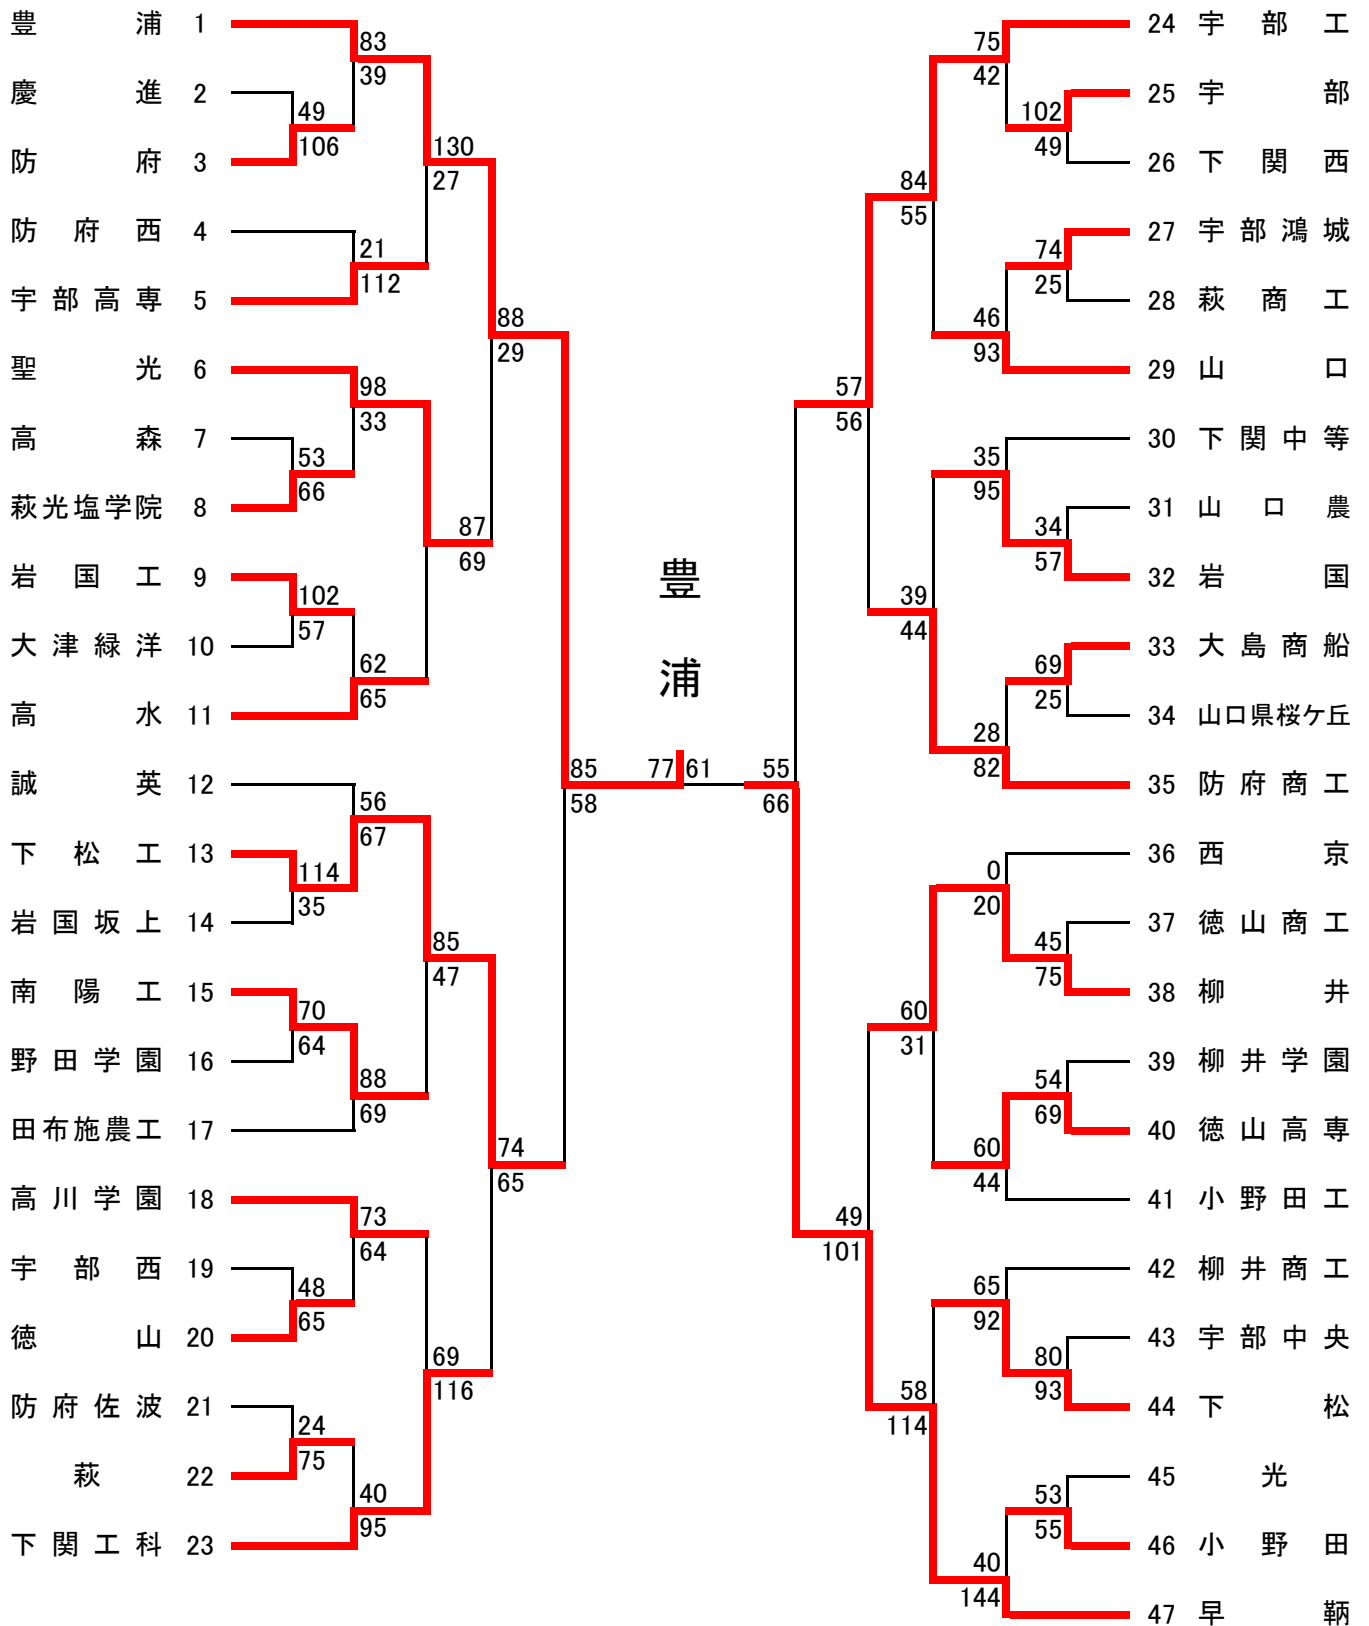 豊浦 1
83
39
慶進 2
49
106
防府 3
130
27
防府西 4
21
112
宇部高専 5
88
29
聖光 6
98
33
高森 7
53
66
萩光塩学院 8
87
69
岩国工 9
102
57
大津緑洋 10
62
65
高水 11
誠英 12
56
67
下松工 13
114
35
岩国坂上 14
85
47
南陽工 15
70
64
野田学園 16
88
69
田布施農工 17
74
65
高川学園 18
73
64
宇部西 19
48
65
徳山 20
69
116
防府佐波 21
24
75
萩 22
40
95
下関工科 23
85
58
豊
浦
77 61
55
66
24 宇部工
75
42
25 宇部
102
49
26 下関西
84
55
27 宇部鴻城
74
25
28 萩商工
46
93
29 山口
57
56
30 下関中等
35
95
31 山口農
34
57
32 岩国
39
44
33 大島商船
69
25
34 山口県桜ケ丘
28
82
35 防府商工
36 西京
0
20
37 徳山商工
45
75
38 柳井
60
31
39 柳井学園
54
69
40 徳山高専
60
44
41 小野田工
49
101
42 柳井商工
65
92
43 宇部中央
80
93
44 下松
58
114
45 光
53
55
46 小野田
40
144
47 早鞆